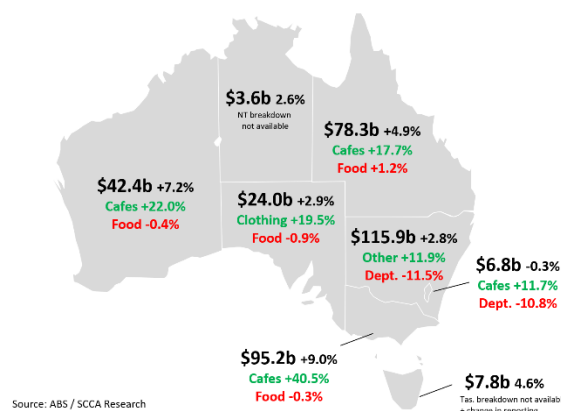 $3.6b 2.6%
NT breakdown
not available
$78.3b +4.9%
Cafes +17.7%
Food +1.2%
$42.4b +7.2%
Cafes +22.0%
Food -0.4%
$24.0b +2.9%
Clothing +19.5%
Food -0.9%
$115.9b +2.8%
Other +11.9%
Dept. -11.5%
$6.8b -0.3%
Cafes +11.7%
Dept. -10.8%
$95.2b +9.0%
Cafes +40.5%
Food -0.3%
$7.8b 4.6%
Tas. breakdown not availabl
+ change in reporting
Source: ABS / SCCA Research